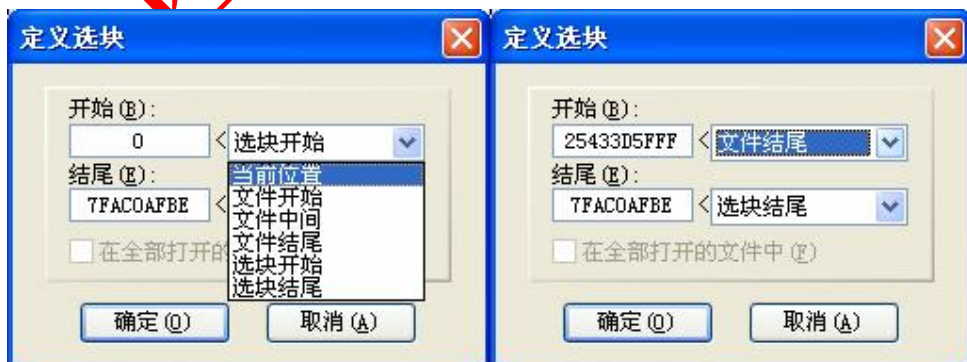 定义选块
开始(B):
0 < 选块开始
结尾(E):
7FAC0AFBE <
当前位置
文件开始
文件中间
文件结尾
选块开始
选块结尾
在全部打开的
确定(O) 取消(A)
定义选块
开始(B):
25433D5FFF < 文件结尾
结尾(E):
7FAC0AFBE < 选块结尾
在全部打开的文件中(F)
确定(O) 取消(A)